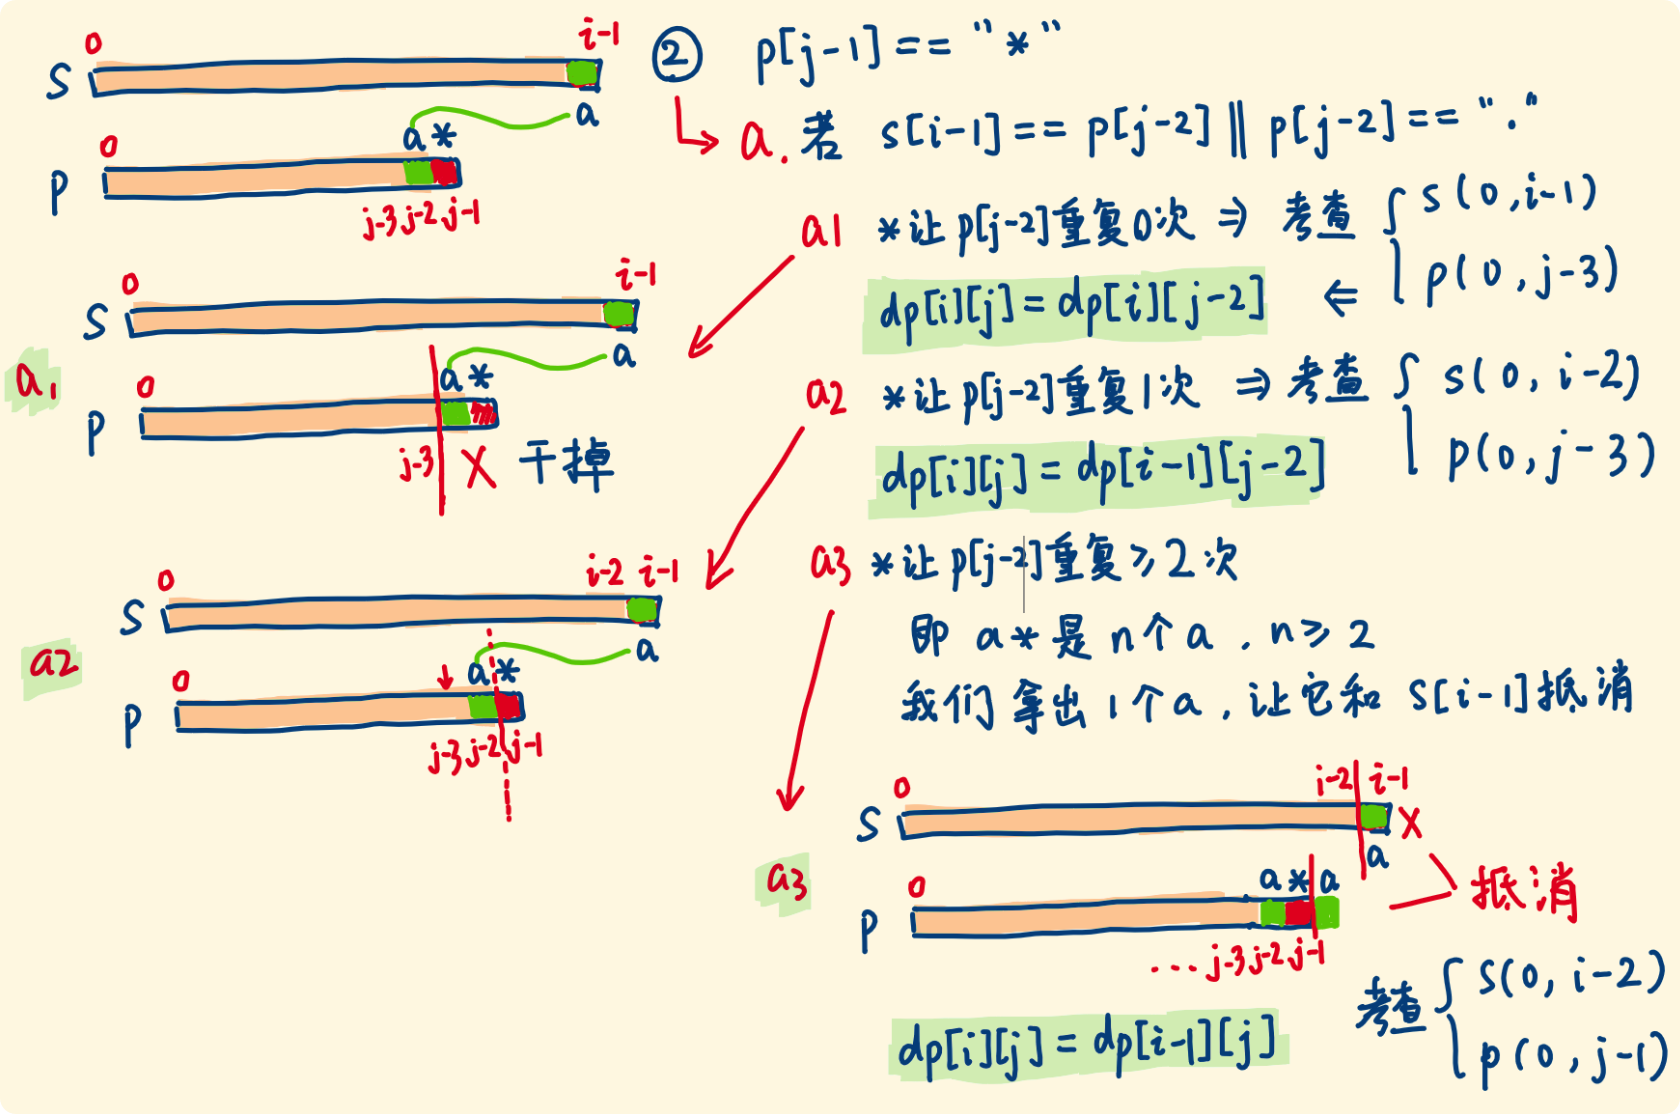 ② p[j-1] == "*"
a. 若 s[i-1] == p[j-2] || p[j-2] == "."
a1 *让p[j-2]重复0次 ⇒ 考查 { s(0,i-1)
p(0,j-3)
dp[i][j] = dp[i][j-2] ⇐
a2 *让p[j-2]重复1次 ⇒ 考查 { s(0,i-2)
p(0,j-3)
dp[i][j] = dp[i-1][j-2]
a3 *让p[j-2]重复≥2次
即 a*是n个a,n≥2
我们拿出1个a,让它和 S[i-1]抵消
0 i-1
S
a
0 a*
P
j-3 j-2 j-1
a1
0 i-1
S
a
0 a*
P
j-3 X 干掉
a2
0 i-2 i-1
S
a
0 a*
P
j-3 j-2 j-1
a3
0 i-2 i-1
S X
a
0 a* a
P
抵消
... j-3 j-2 j-1
考查 { S(0,i-2)
p(0,j-1)
dp[i][j] = dp[i-1][j]